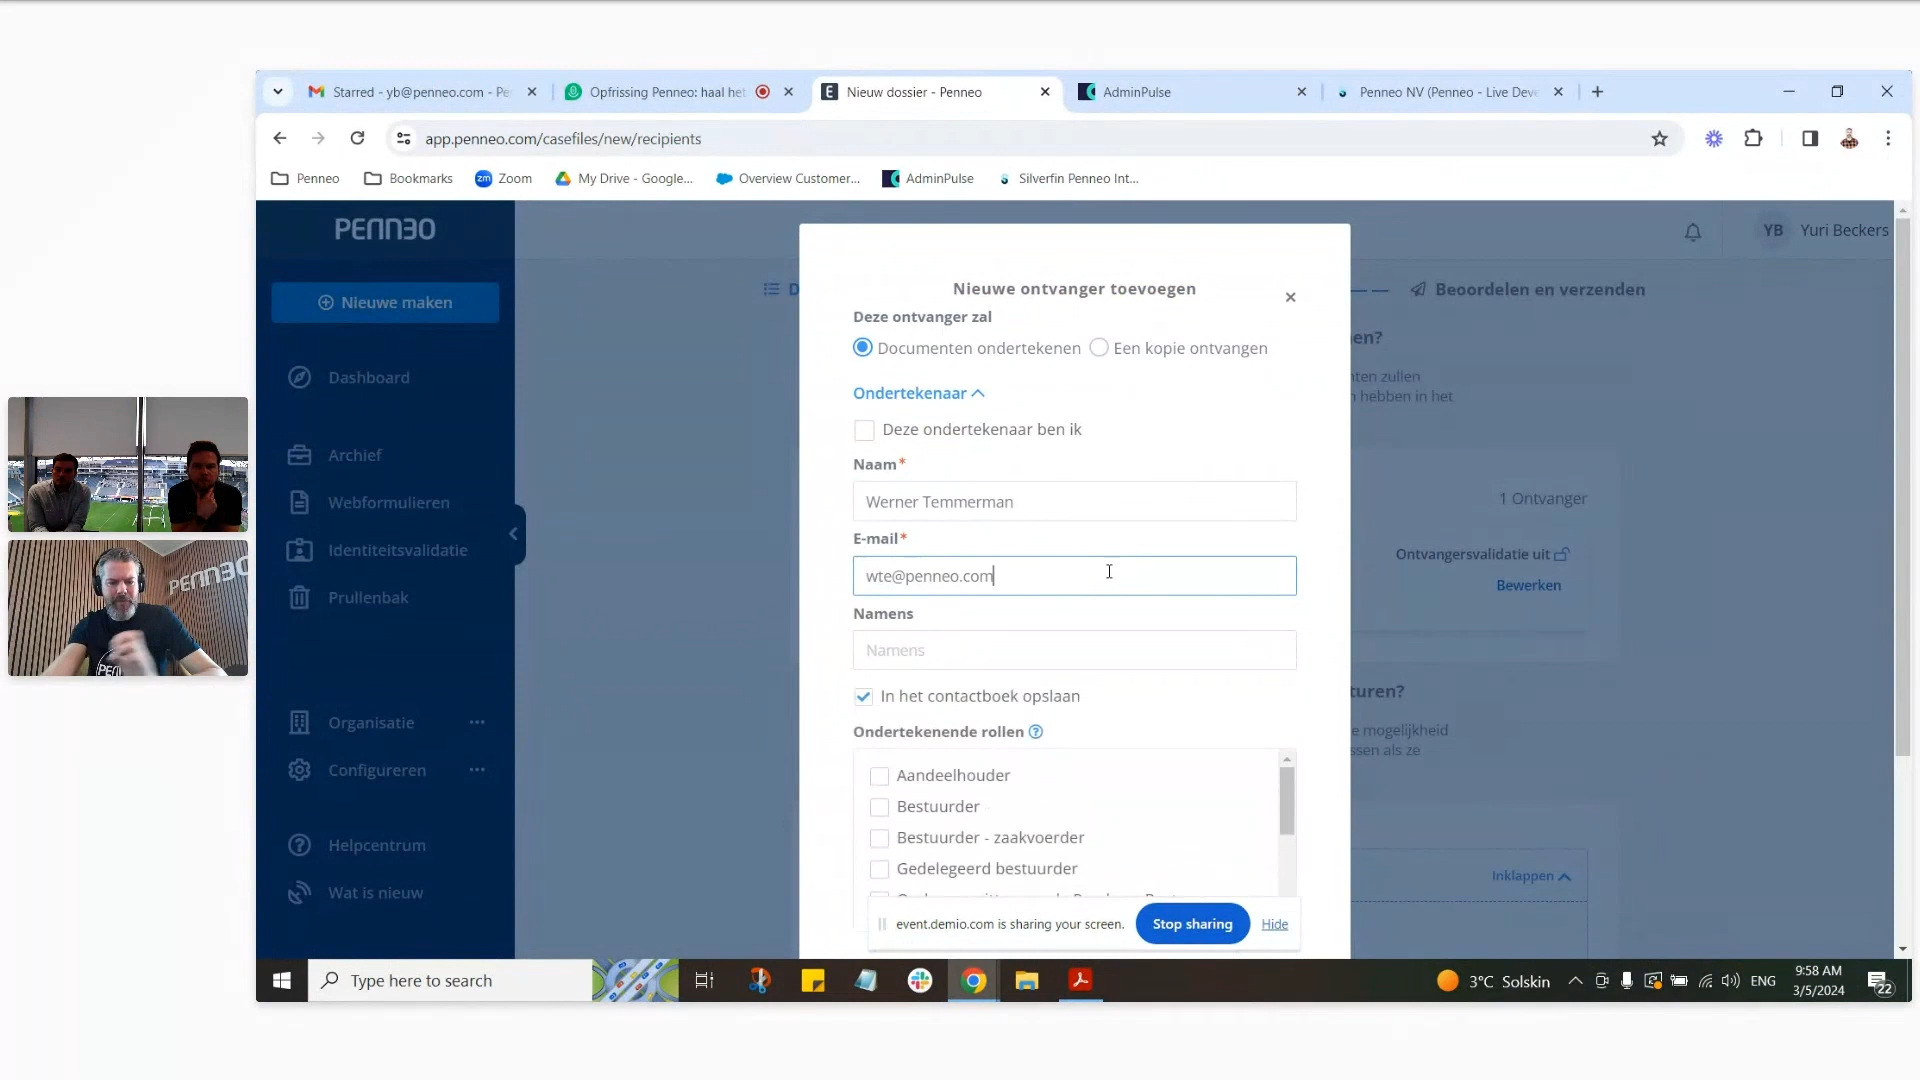 Starred - yb@penneo.com - Pe
Opfrissing Penneo: haal het
Nieuw dossier - Penneo
AdminPulse
Penneo NV (Penneo - Live Deve
app.penneo.com/casefiles/new/recipients
Penneo
Bookmarks
Zoom
My Drive - Google...
Overview Customer...
AdminPulse
Silverfin Penneo Int...
PENNEO
YB Yuri Beckers
Nieuwe maken
Dashboard
Archief
Webformulieren
Identiteitsvalidatie
Prullenbak
Organisatie
Configureren
Helpcentrum
Wat is nieuw
D
Beoordelen en verzenden
en?
nten zullen
n hebben in het
1 Ontvanger
Ontvangersvalidatie uit
Bewerken
turen?
e mogelijkheid
ssen als ze
Inklappen
Nieuwe ontvanger toevoegen
Deze ontvanger zal
Documenten ondertekenen
Een kopie ontvangen
Ondertekenaar
Deze ondertekenaar ben ik
Naam*
Werner Temmerman
E-mail*
wte@penneo.com
Namens
Namens
In het contactboek opslaan
Ondertekenende rollen
Aandeelhouder
Bestuurder
Bestuurder - zaakvoerder
Gedelegeerd bestuurder
event.demio.com is sharing your screen.
Stop sharing
Hide
Type here to search
3°C Solskin
ENG
9:58 AM
3/5/2024
22
PENNEO